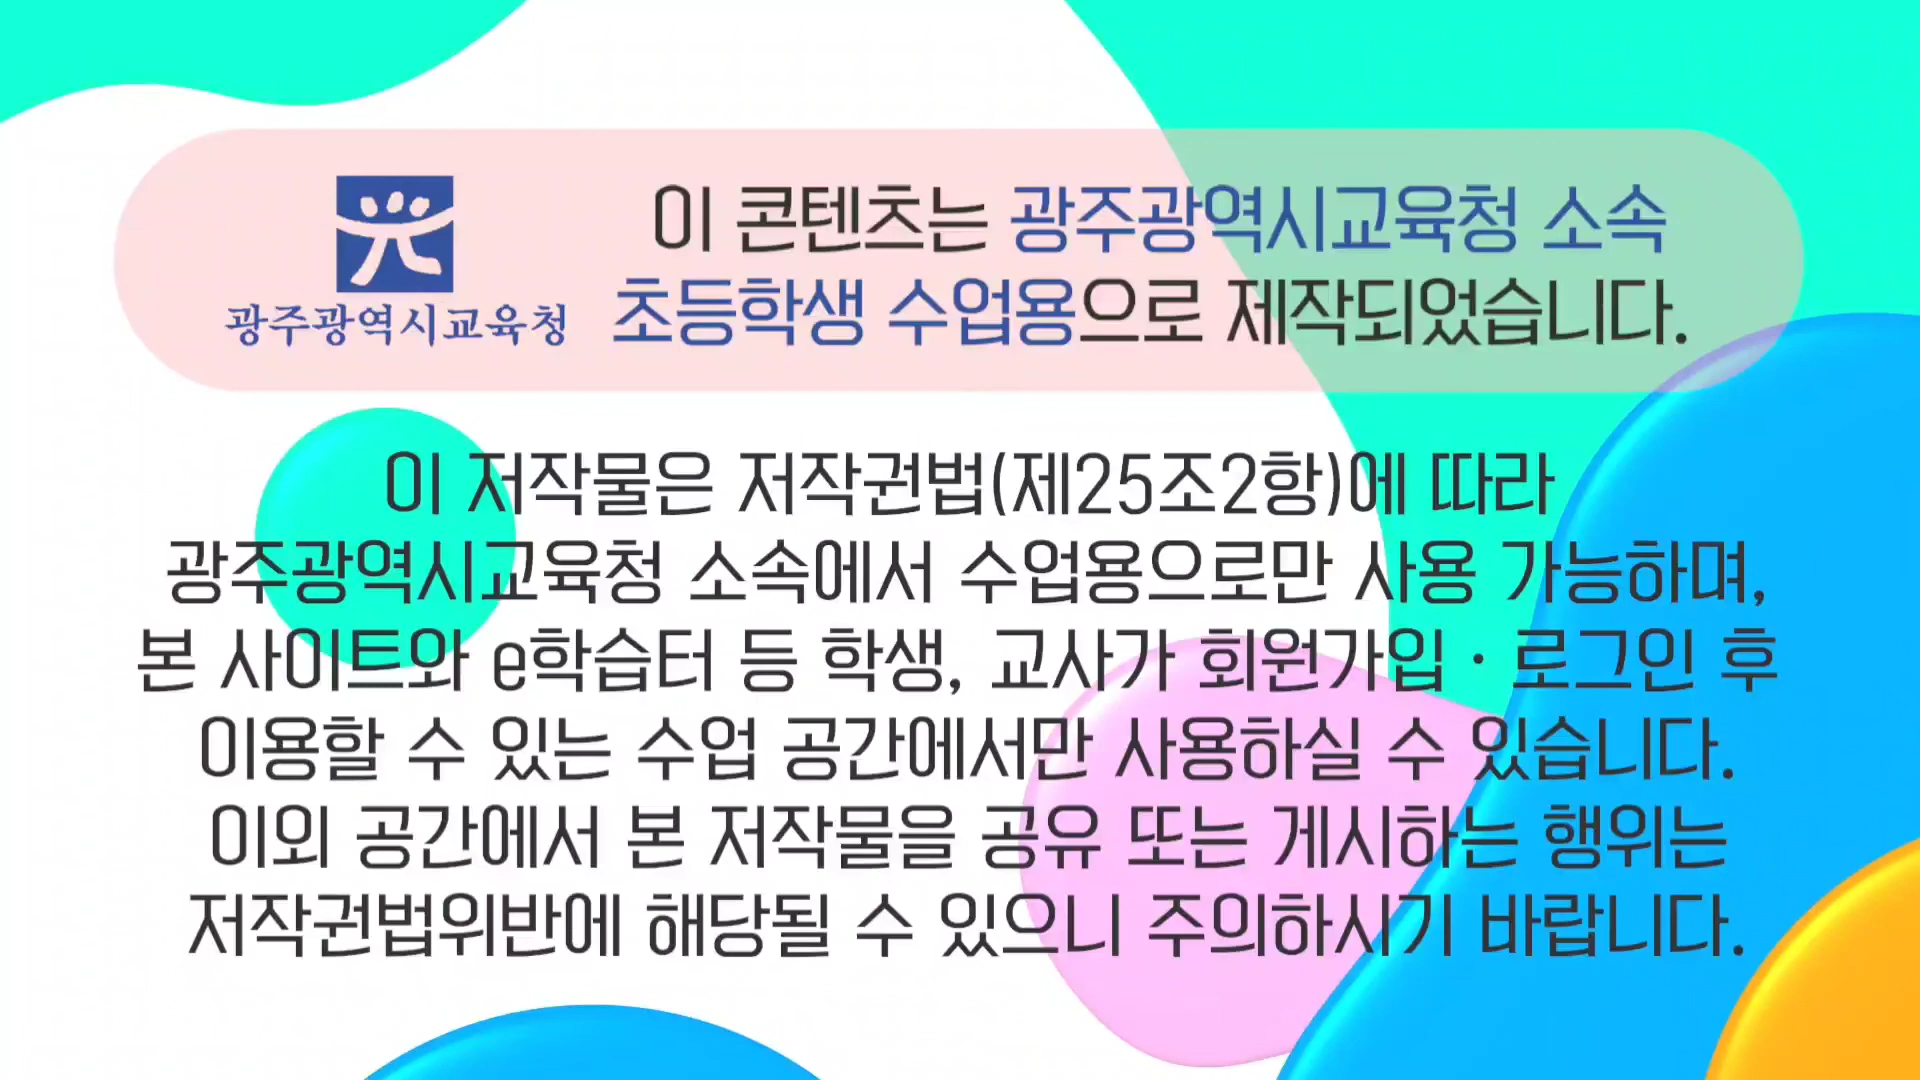 광주광역시교육청
이 콘텐츠는 광주광역시교육청 소속
초등학생 수업용으로 제작되었습니다.
이 저작물은 저작권법(제25조2항)에 따라
광주광역시교육청 소속에서 수업용으로만 사용 가능하며,
본 사이트와 e학습터 등 학생, 교사가 회원가입 · 로그인 후
이용할 수 있는 수업 공간에서만 사용하실 수 있습니다.
이외 공간에서 본 저작물을 공유 또는 게시하는 행위는
저작권법위반에 해당될 수 있으니 주의하시기 바랍니다.